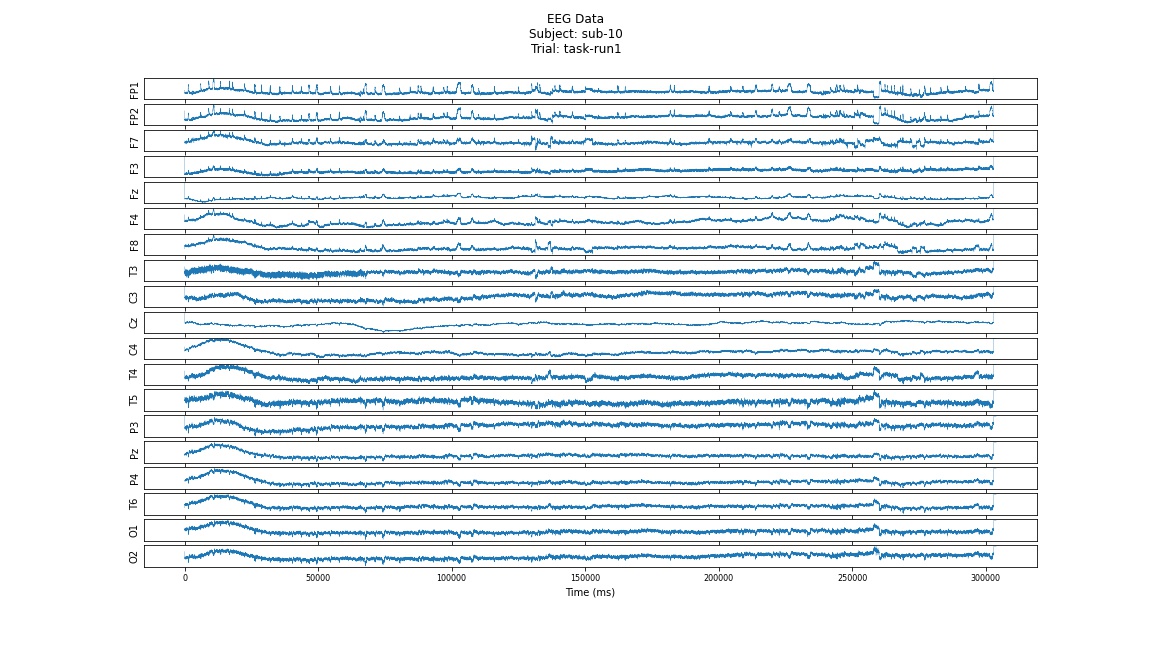 EEG Data
Subject: sub-10
Trial: task-run1
FP1
FP2
F7
F3
Fz
F4
F8
T3
C3
Cz
C4
T4
T5
P3
Pz
P4
T6
O1
O2
0 50000 100000 150000 200000 250000 300000
Time (ms)